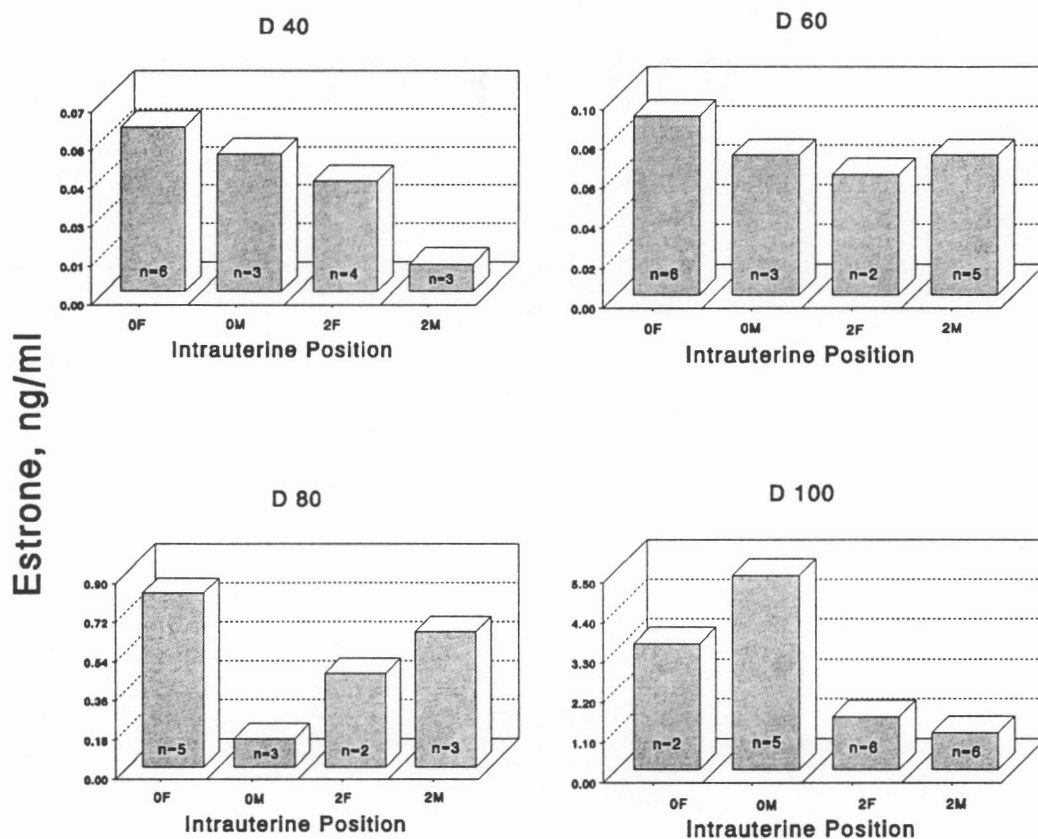 D 40
0.07
0.06
0.04
0.03
0.01
0.00
n=6
n=3
n=4
n=3
0F
0M
2F
2M
Intrauterine Position
D 60
0.10
0.08
0.06
0.04
0.02
0.00
n=6
n=3
n=2
n=5
0F
0M
2F
2M
Intrauterine Position
Estrone, ng/ml
D 80
0.90
0.72
0.54
0.36
0.18
0.00
n=5
n=3
n=2
n=3
0F
0M
2F
2M
Intrauterine Position
D 100
5.50
4.40
3.30
2.20
1.10
0.00
n=2
n=5
n=6
n=6
0F
0M
2F
2M
Intrauterine Position